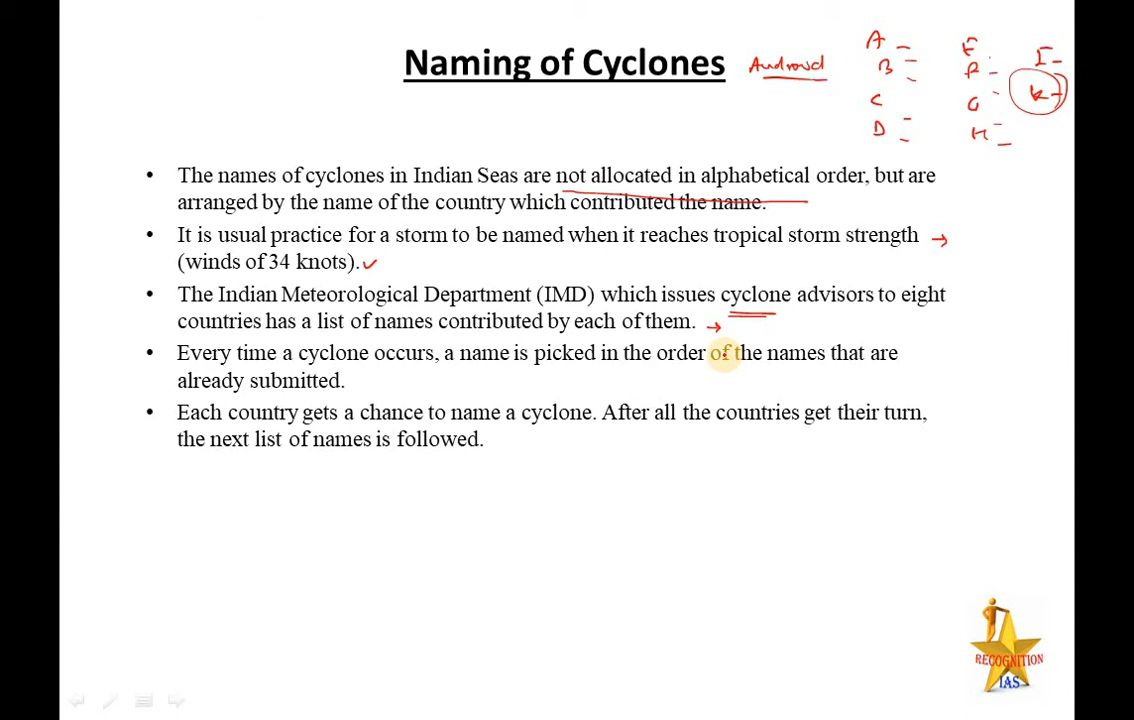 Naming of Cyclones Android
A
B
C
D
E
F
G
H
I
K
• The names of cyclones in Indian Seas are not allocated in alphabetical order, but are
arranged by the name of the country which contributed the name.
• It is usual practice for a storm to be named when it reaches tropical storm strength
(winds of 34 knots).
• The Indian Meteorological Department (IMD) which issues cyclone advisors to eight
countries has a list of names contributed by each of them.
• Every time a cyclone occurs, a name is picked in the order of the names that are
already submitted.
• Each country gets a chance to name a cyclone. After all the countries get their turn,
the next list of names is followed.
RECOGNITION
IAS